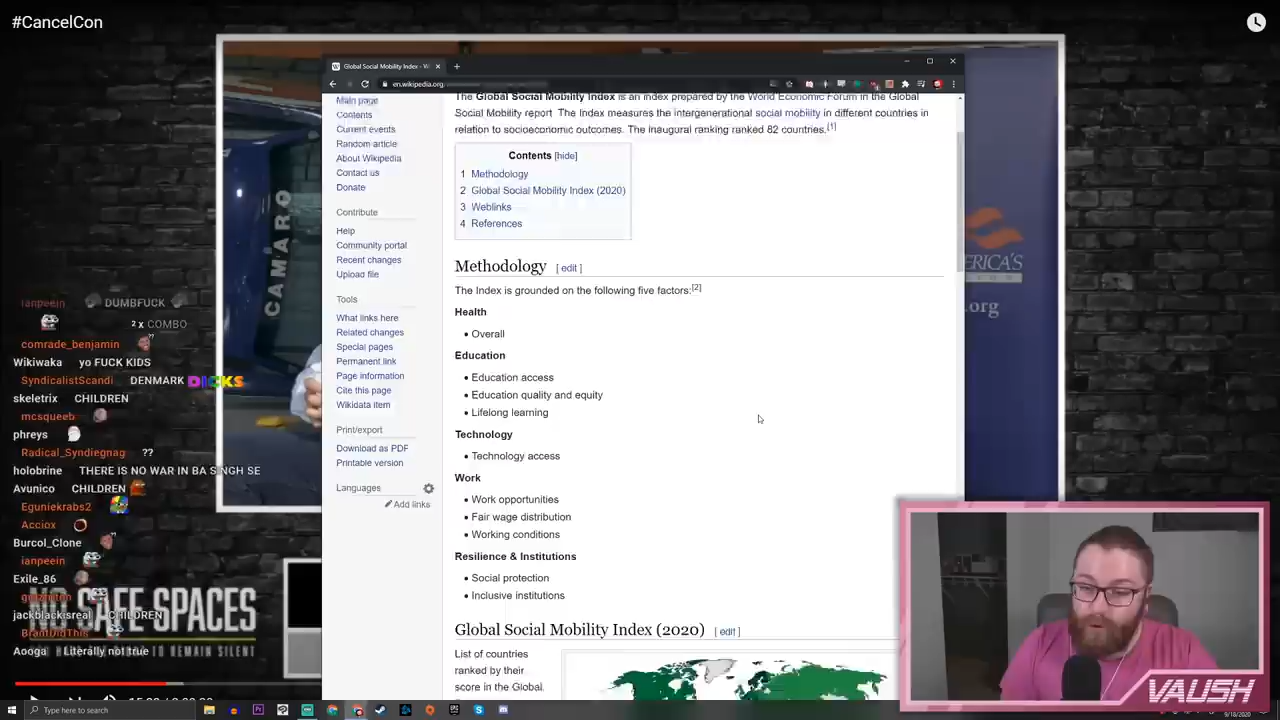 #CancelCon
Global Social Mobility Index - W
en.wikipedia.org
Main page
Contents
Current events
Random article
About Wikipedia
Contact us
Donate
Contribute
Help
Community portal
Recent changes
Upload file
Tools
What links here
Related changes
Special pages
Permanent link
Page information
Cite this page
Wikidata item
Print/export
Download as PDF
Printable version
Languages
Add links
The Global Social Mobility Index is an index prepared by the World Economic Forum in the Global
Social Mobility report. The Index measures the intergenerational social mobility in different countries in
relation to socioeconomic outcomes. The inaugural ranking ranked 82 countries.[1]
Contents [hide]
1 Methodology
2 Global Social Mobility Index (2020)
3 Weblinks
4 References
Methodology [ edit ]
The Index is grounded on the following five factors:[2]
Health
• Overall
Education
• Education access
• Education quality and equity
• Lifelong learning
Technology
• Technology access
Work
• Work opportunities
• Fair wage distribution
• Working conditions
Resilience & Institutions
• Social protection
• Inclusive institutions
Global Social Mobility Index (2020) [ edit ]
List of countries
ranked by their
score in the Global
CAMARO
ERICA'S
.org
ianpeein DUMBFUCK
2 x COMBO
comrade_benjamin
Wikiwaka yo FUCK KIDS
SyndicalistScandi DENMARK DICKS
skeletrix CHILDREN
mcsqueeb
phreys
Radical_Syndiegnag ??
holobrine THERE IS NO WAR IN BA SINGH SE
Avunico CHILDREN
Eguniekrabs2
Acciox
Burcol_Clone
ianpeein
Exile_86
jackblackisreal CHILDREN
BrantDidThis
Aooga Literally not true
NO SAFE SPACES
TO REMAIN SILENT
VAUSH
Type here to search
9/18/2020